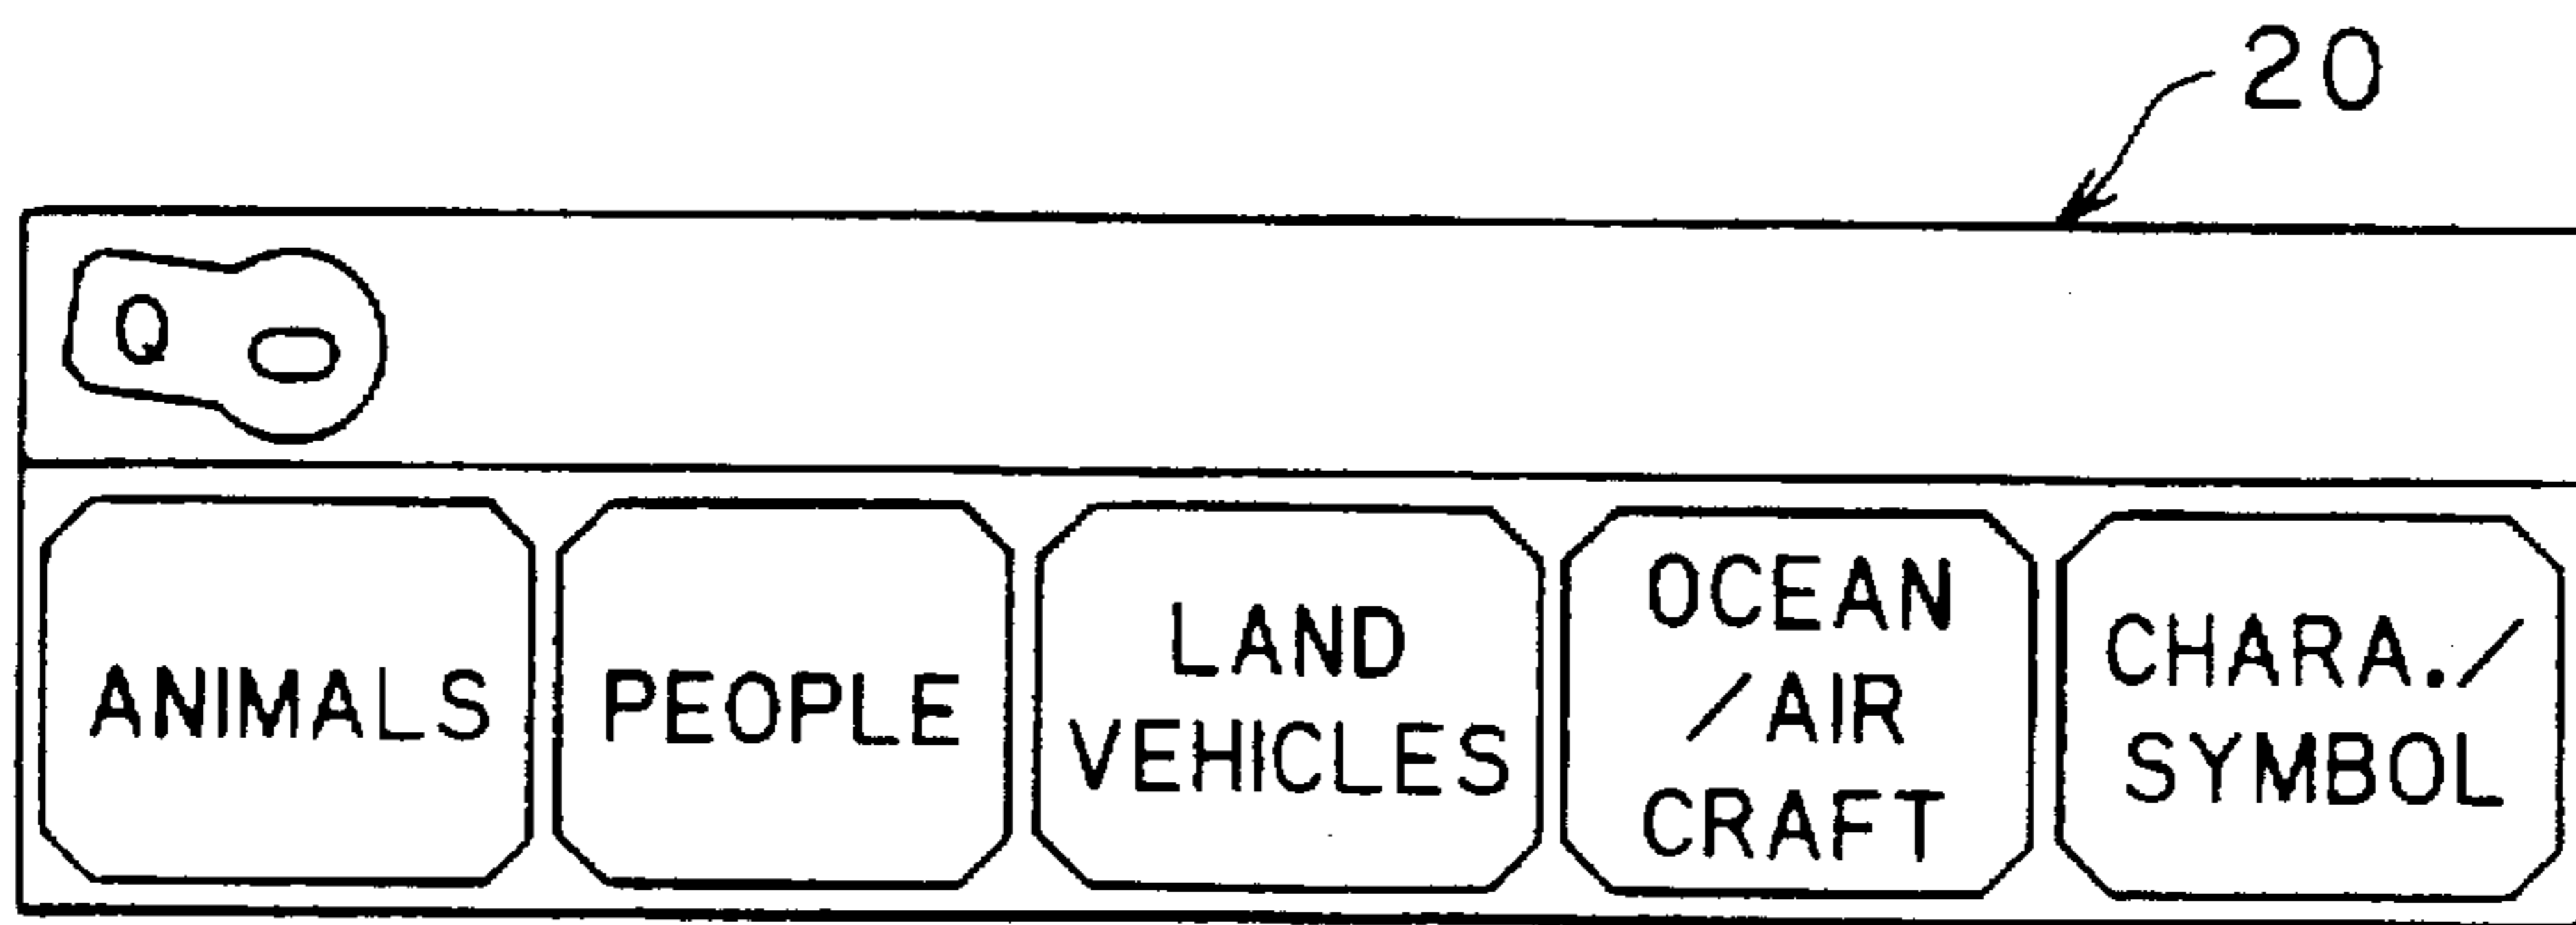 20
Q
ANIMALS
PEOPLE
LAND
VEHICLES
OCEAN
/AIR
CRAFT
CHARA./
SYMBOL